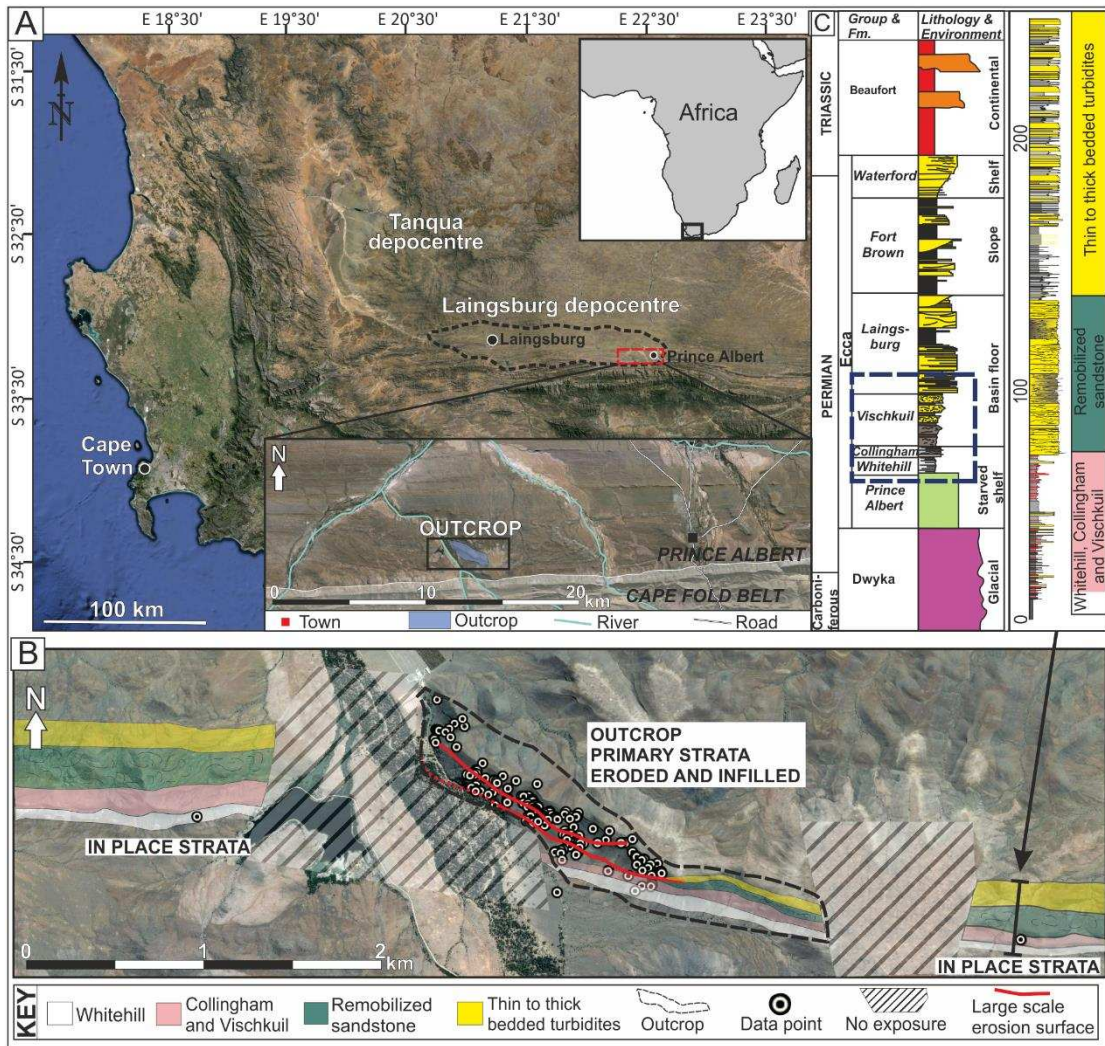 A
E 18°30'
E 19°30'
E 20°30'
E 21°30'
E 22°30'
E 23°30'
S 31°30'
S 32°30'
S 33°30'
S 34°30'
N
Africa
Tanqua
depocentre
Laingsburg depocentre
Laingsburg
Prince Albert
Cape
Town
100 km
N
OUTCROP
PRINCE ALBERT
CAPE FOLD BELT
0
10
20
km
Town
Outcrop
River
Road
C
Group &
Fm.
Lithology &
Environment
TRIASSIC
PERMIAN
Carboni-
ferous
Beaufort
Ecca
Waterford
Fort
Brown
Laings-
burg
Vischkuil
Collingham
Whitehill
Prince
Albert
Dwyka
Continental
Shelf
Slope
Basin floor
Starved
shelf
Glacial
200
100
0
Thin to thick bedded turbidites
Remobilized
sandstone
Whitehill, Collingham
and Vischkuil
B
N
OUTCROP
PRIMARY STRATA
ERODED AND INFILLED
IN PLACE STRATA
IN PLACE STRATA
0
1
2
km
KEY
Whitehill
Collingham
and Vischkuil
Remobilized
sandstone
Thin to thick
bedded turbidites
Outcrop
Data point
No exposure
Large scale
erosion surface